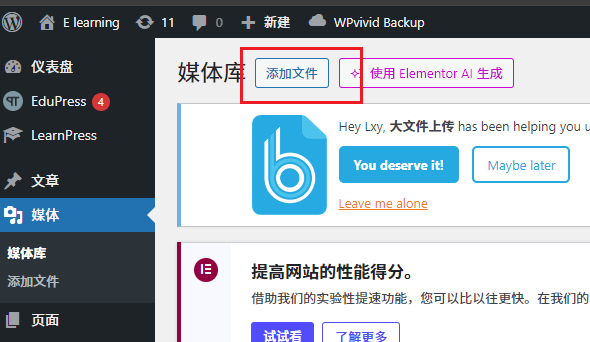 E learning 11 0 新建 WPvivid Backup
仪表盘
EduPress 4
LearnPress
文章
媒体
媒体库
添加文件
页面
媒体库 添加文件 使用 Elementor AI 生成
Hey Lxy, 大文件上传 has been helping you u
You deserve it! Maybe later
Leave me alone
提高网站的性能得分。
借助我们的实验性提速功能，您可以比以往更快。在我们的
试试看 了解更多